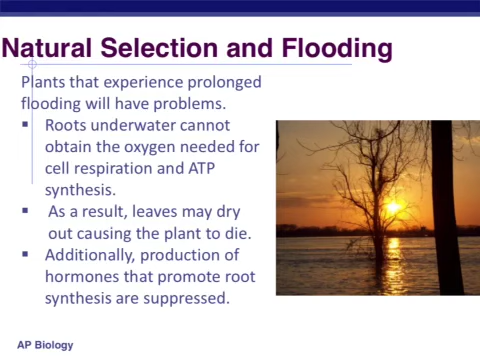 Natural Selection and Flooding
Plants that experience prolonged
flooding will have problems.
▪ Roots underwater cannot
obtain the oxygen needed for
cell respiration and ATP
synthesis.
▪ As a result, leaves may dry
out causing the plant to die.
▪ Additionally, production of
hormones that promote root
synthesis are suppressed.
AP Biology